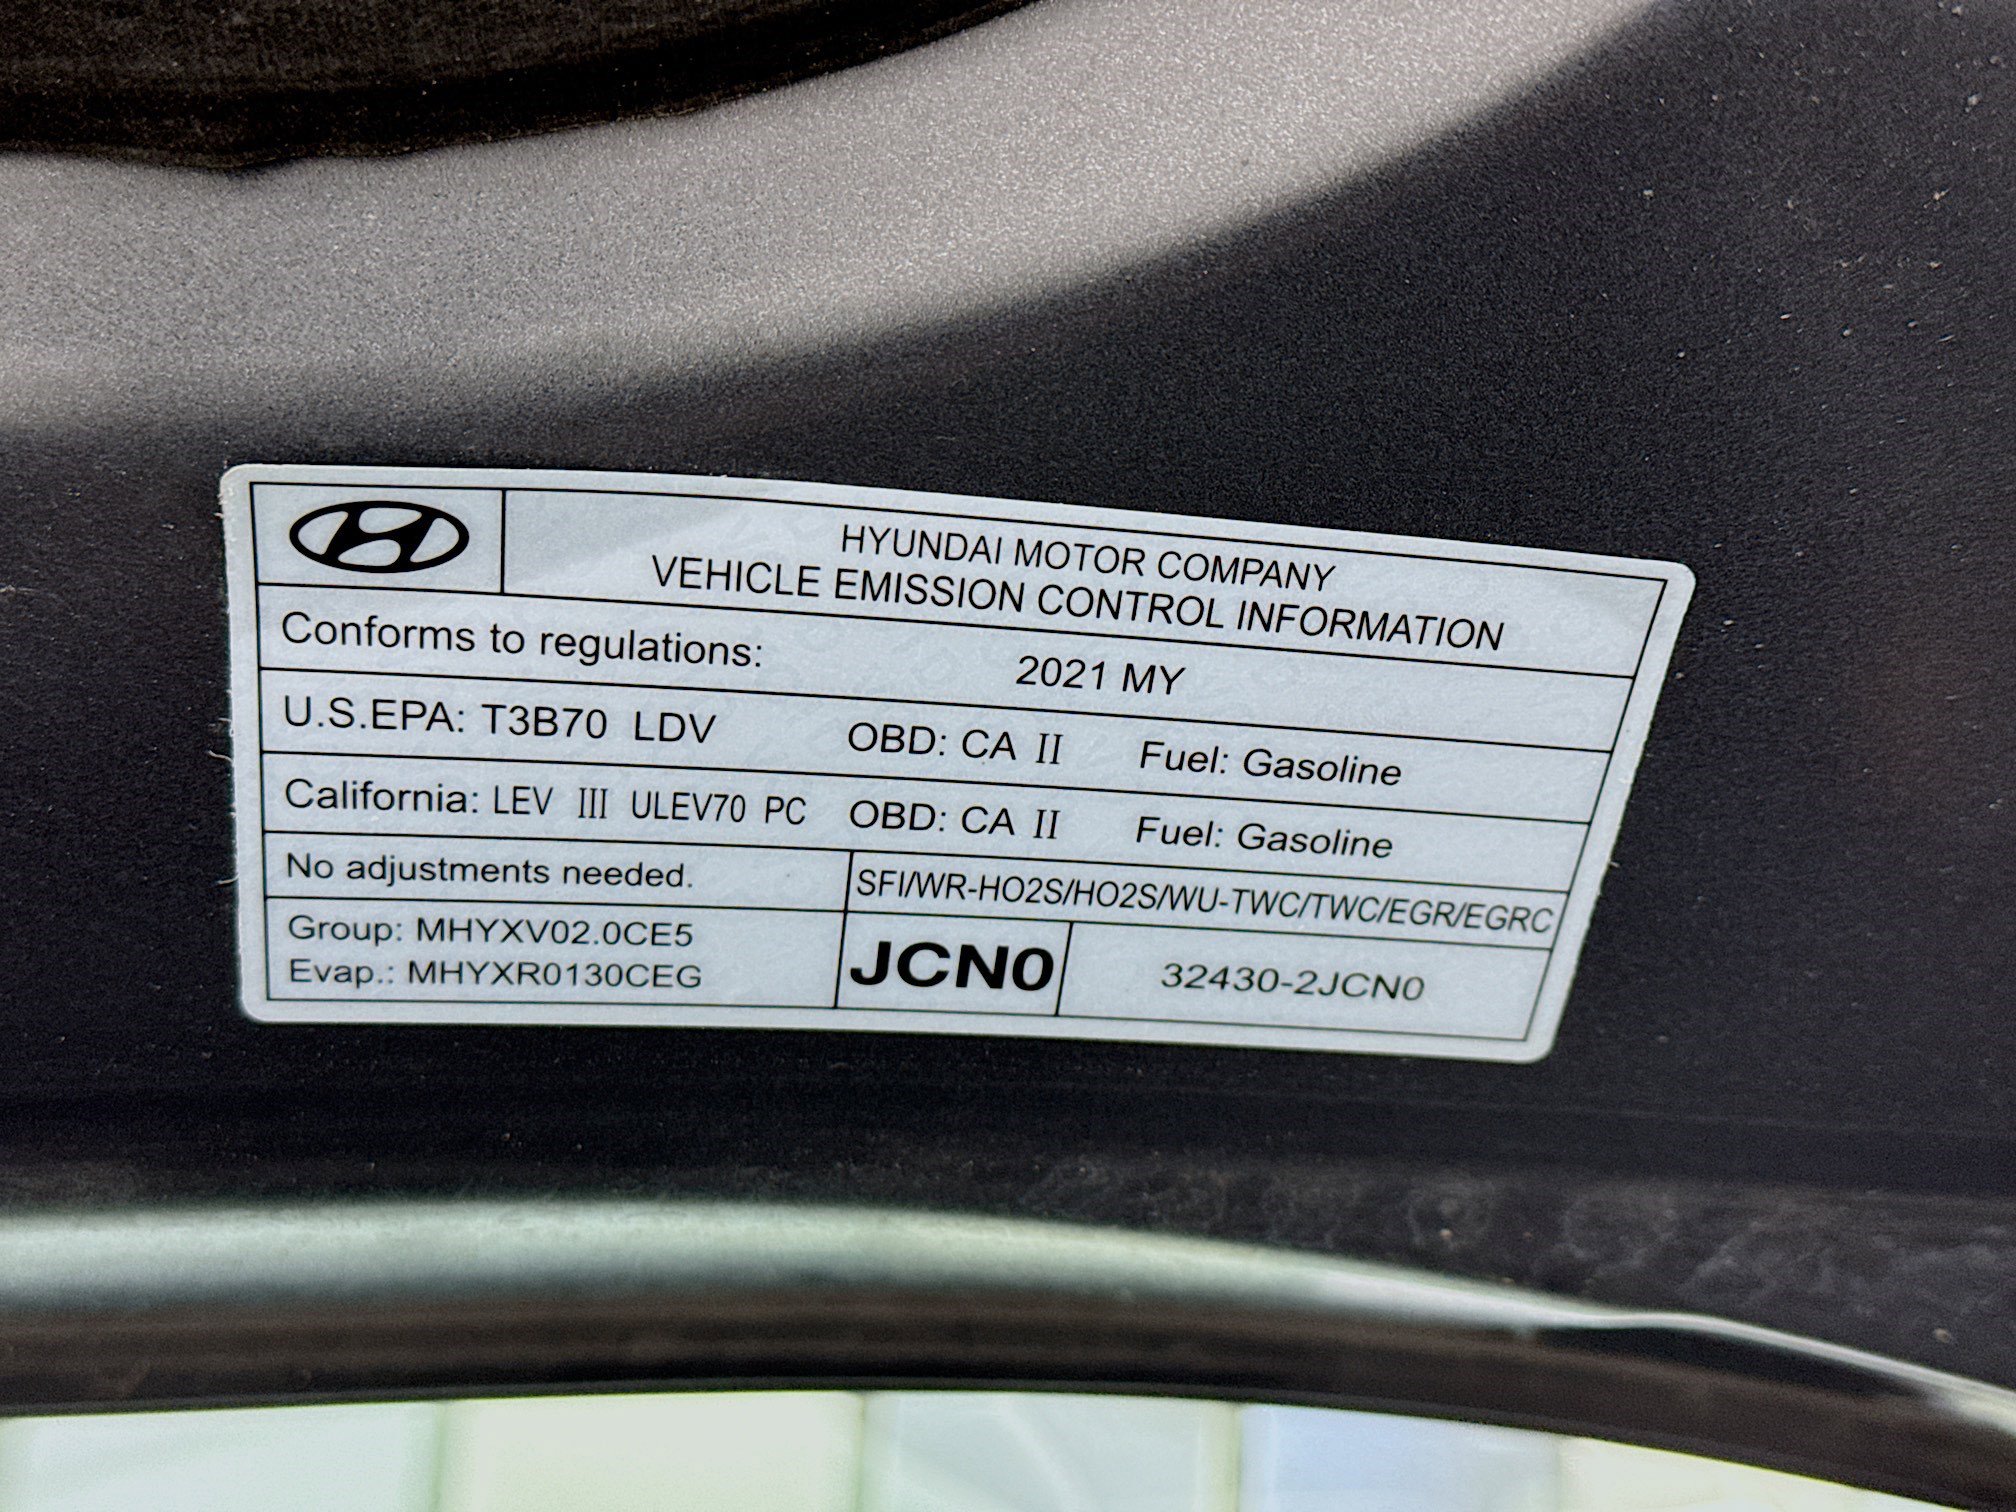 HYUNDAI MOTOR COMPANY
VEHICLE EMISSION CONTROL INFORMATION
Conforms to regulations: 2021 MY
U.S.EPA: T3B70 LDV OBD: CA II Fuel: Gasoline
California: LEV III ULEV70 PC OBD: CA II Fuel: Gasoline
No adjustments needed. SFI/WR-HO2S/HO2S/WU-TWC/TWC/EGR/EGRC
Group: MHYXV02.0CE5
Evap.: MHYXR0130CEG
JCN0 32430-2JCN0